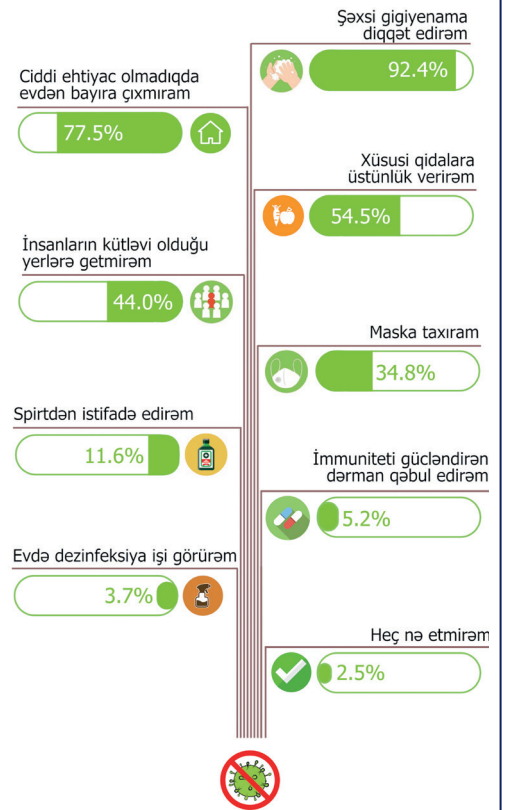 Şəxsi gigiyenama
diqqət edirəm
92.4%
Ciddi ehtiyac olmadıqda
evdən bayıra çıxmıram
77.5%
Xüsusi qidalara
üstünlük verirəm
54.5%
İnsanların kütləvi olduğu
yerlərə getmirəm
44.0%
Maska taxıram
34.8%
Spirtdən istifadə edirəm
11.6%
İmmuniteti gücləndirən
dərman qəbul edirəm
5.2%
Evdə dezinfeksiya işi görürəm
3.7%
Heç nə etmirəm
2.5%